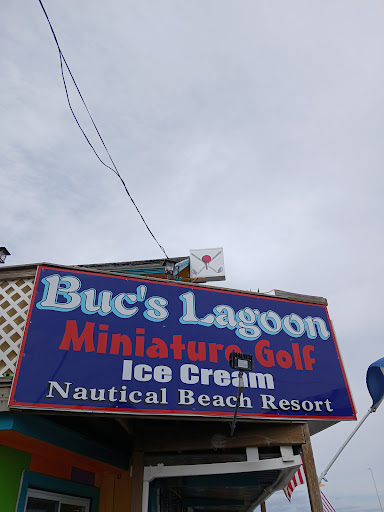 Buc's Lagoon
Miniature Golf
Ice Cream
Nautical Beach Resort